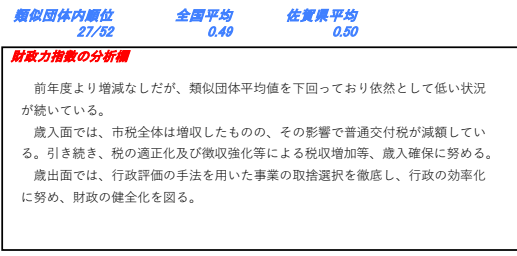 類似団体内順位 全国平均 佐賀県平均
27/52 0.49 0.50
財政力指数の分析欄
前年度より増減なしだが、類似団体平均値を下回っており依然として低い状況
が続いている。
歳入面では、市税全体は増収したものの、その影響で普通交付税が減額してい
る。引き続き、税の適正化及び徴収強化等による税収増加等、歳入確保に努める。
歳出面では、行政評価の手法を用いた事業の取捨選択を徹底し、行政の効率化
に努め、財政の健全化を図る。